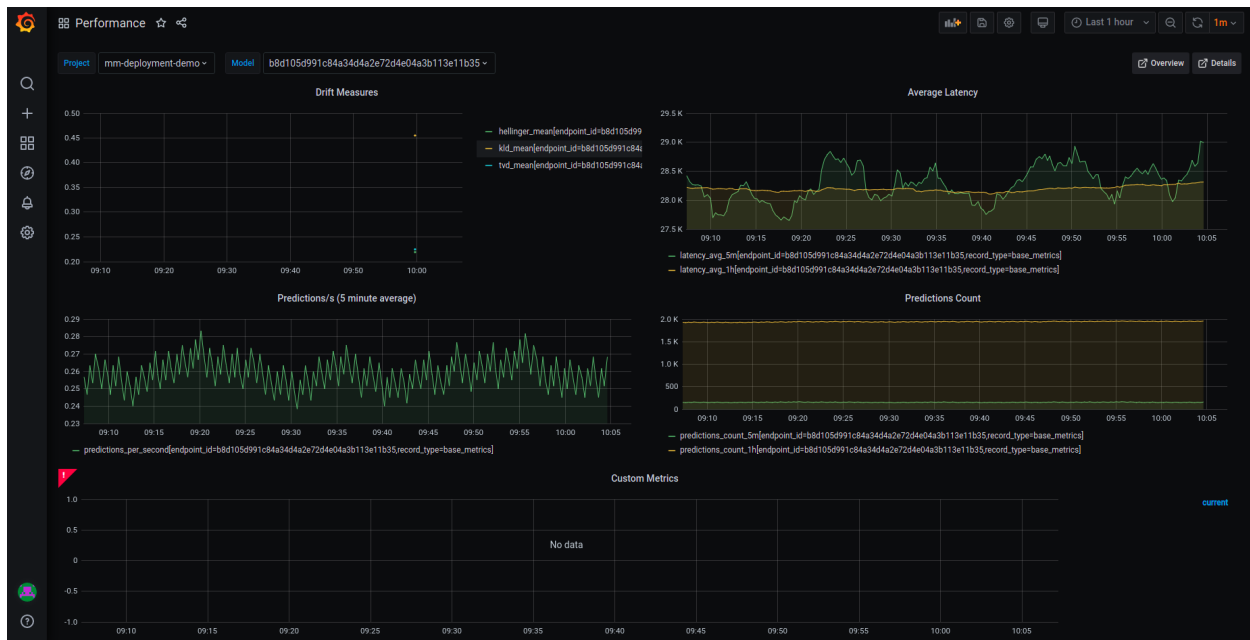 Performance
Last 1 hour
1m
Project mm-deployment-demo Model b8d105d991c84a34d4a2e72d4e04a3b113e11b35
Overview Details
Drift Measures
0.50
0.45
0.40
0.35
0.30
0.25
0.20
09:10 09:20 09:30 09:40 09:50 10:00
hellinger_mean[endpoint_id=b8d105d99
kld_mean[endpoint_id=b8d105d991c84a
tvd_mean[endpoint_id=b8d105d991c84a
Average Latency
29.5 K
29.0 K
28.5 K
28.0 K
27.5 K
09:10 09:15 09:20 09:25 09:30 09:35 09:40 09:45 09:50 09:55 10:00 10:05
latency_avg_5m[endpoint_id=b8d105d991c84a34d4a2e72d4e04a3b113e11b35,record_type=base_metrics]
latency_avg_1h[endpoint_id=b8d105d991c84a34d4a2e72d4e04a3b113e11b35,record_type=base_metrics]
Predictions/s (5 minute average)
0.29
0.28
0.27
0.26
0.25
0.24
0.23
09:10 09:15 09:20 09:25 09:30 09:35 09:40 09:45 09:50 09:55 10:00 10:05
predictions_per_second[endpoint_id=b8d105d991c84a34d4a2e72d4e04a3b113e11b35,record_type=base_metrics]
Predictions Count
2.0 K
1.5 K
1.0 K
500
0
09:10 09:15 09:20 09:25 09:30 09:35 09:40 09:45 09:50 09:55 10:00 10:05
predictions_count_5m[endpoint_id=b8d105d991c84a34d4a2e72d4e04a3b113e11b35,record_type=base_metrics]
predictions_count_1h[endpoint_id=b8d105d991c84a34d4a2e72d4e04a3b113e11b35,record_type=base_metrics]
!
Custom Metrics
1.0
0.5
0
-0.5
-1.0
No data
current
09:10 09:15 09:20 09:25 09:30 09:35 09:40 09:45 09:50 09:55 10:00 10:05